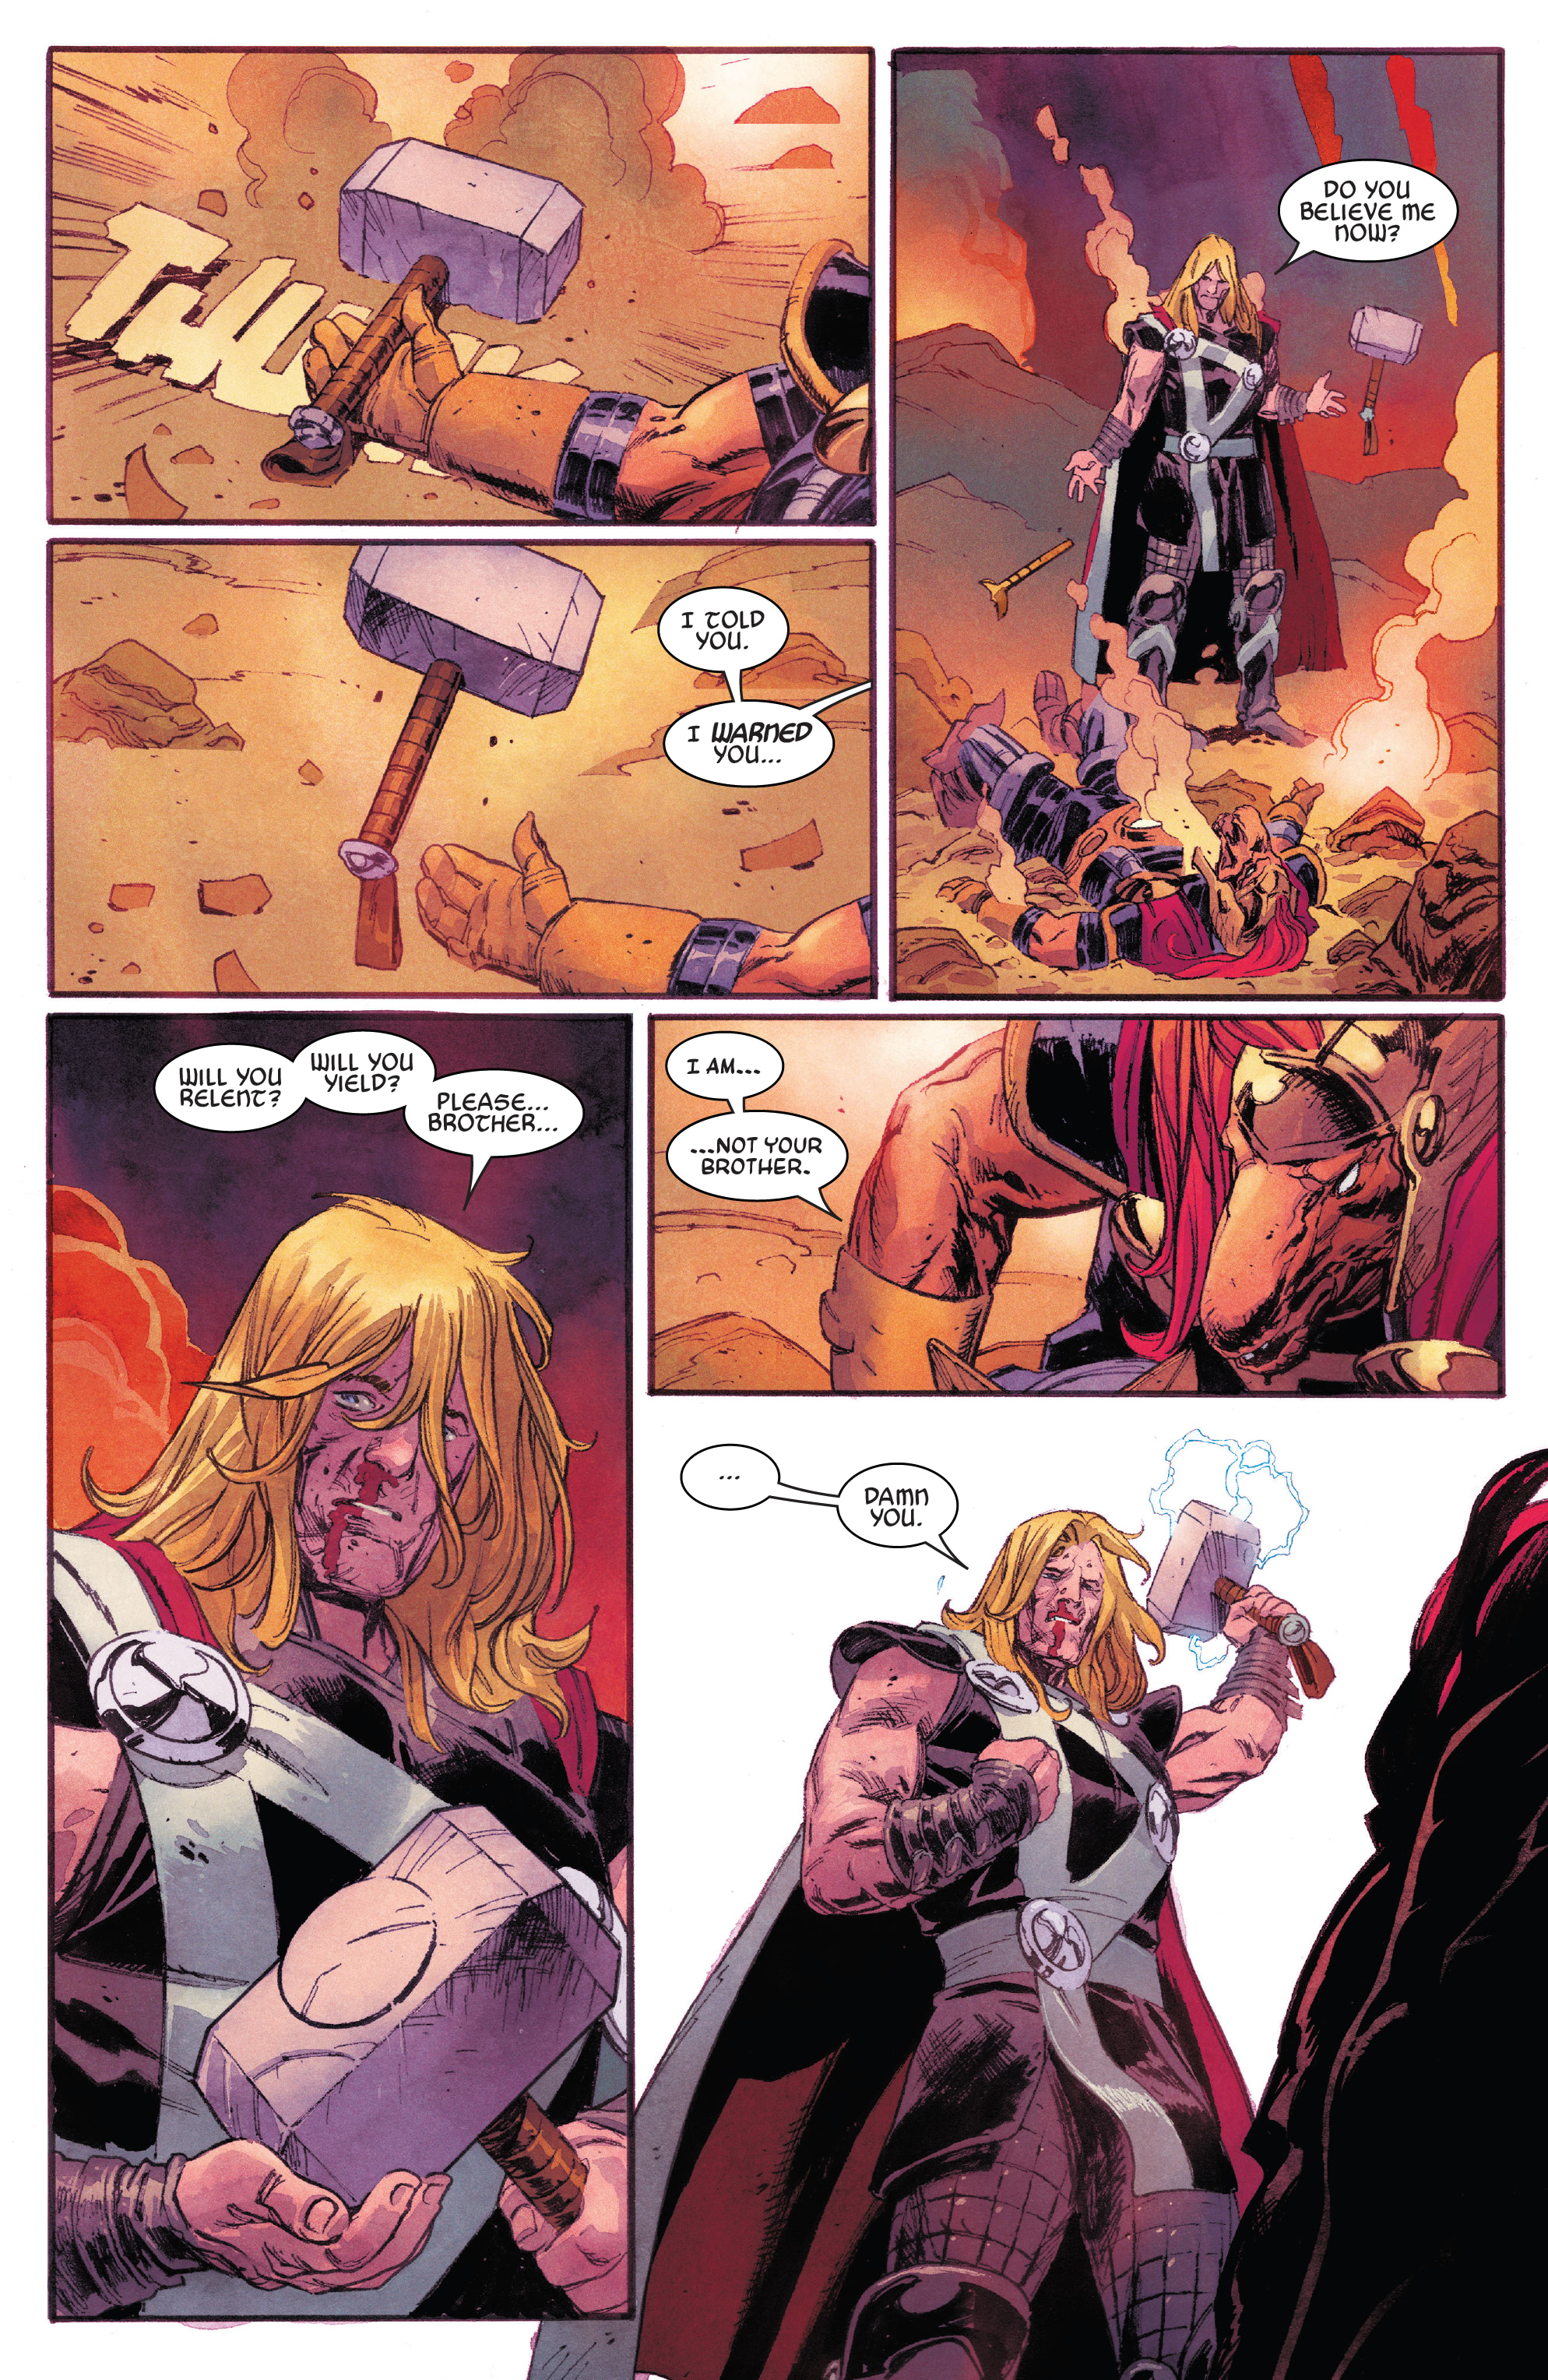 THUNK
I TOLD
YOU.
I WARNED
YOU...
DO YOU
BELIEVE ME
NOW?
WILL YOU
RELENT?
WILL YOU
YIELD?
PLEASE...
BROTHER...
I AM...
...NOT YOUR
BROTHER.
...
DAMN
YOU.